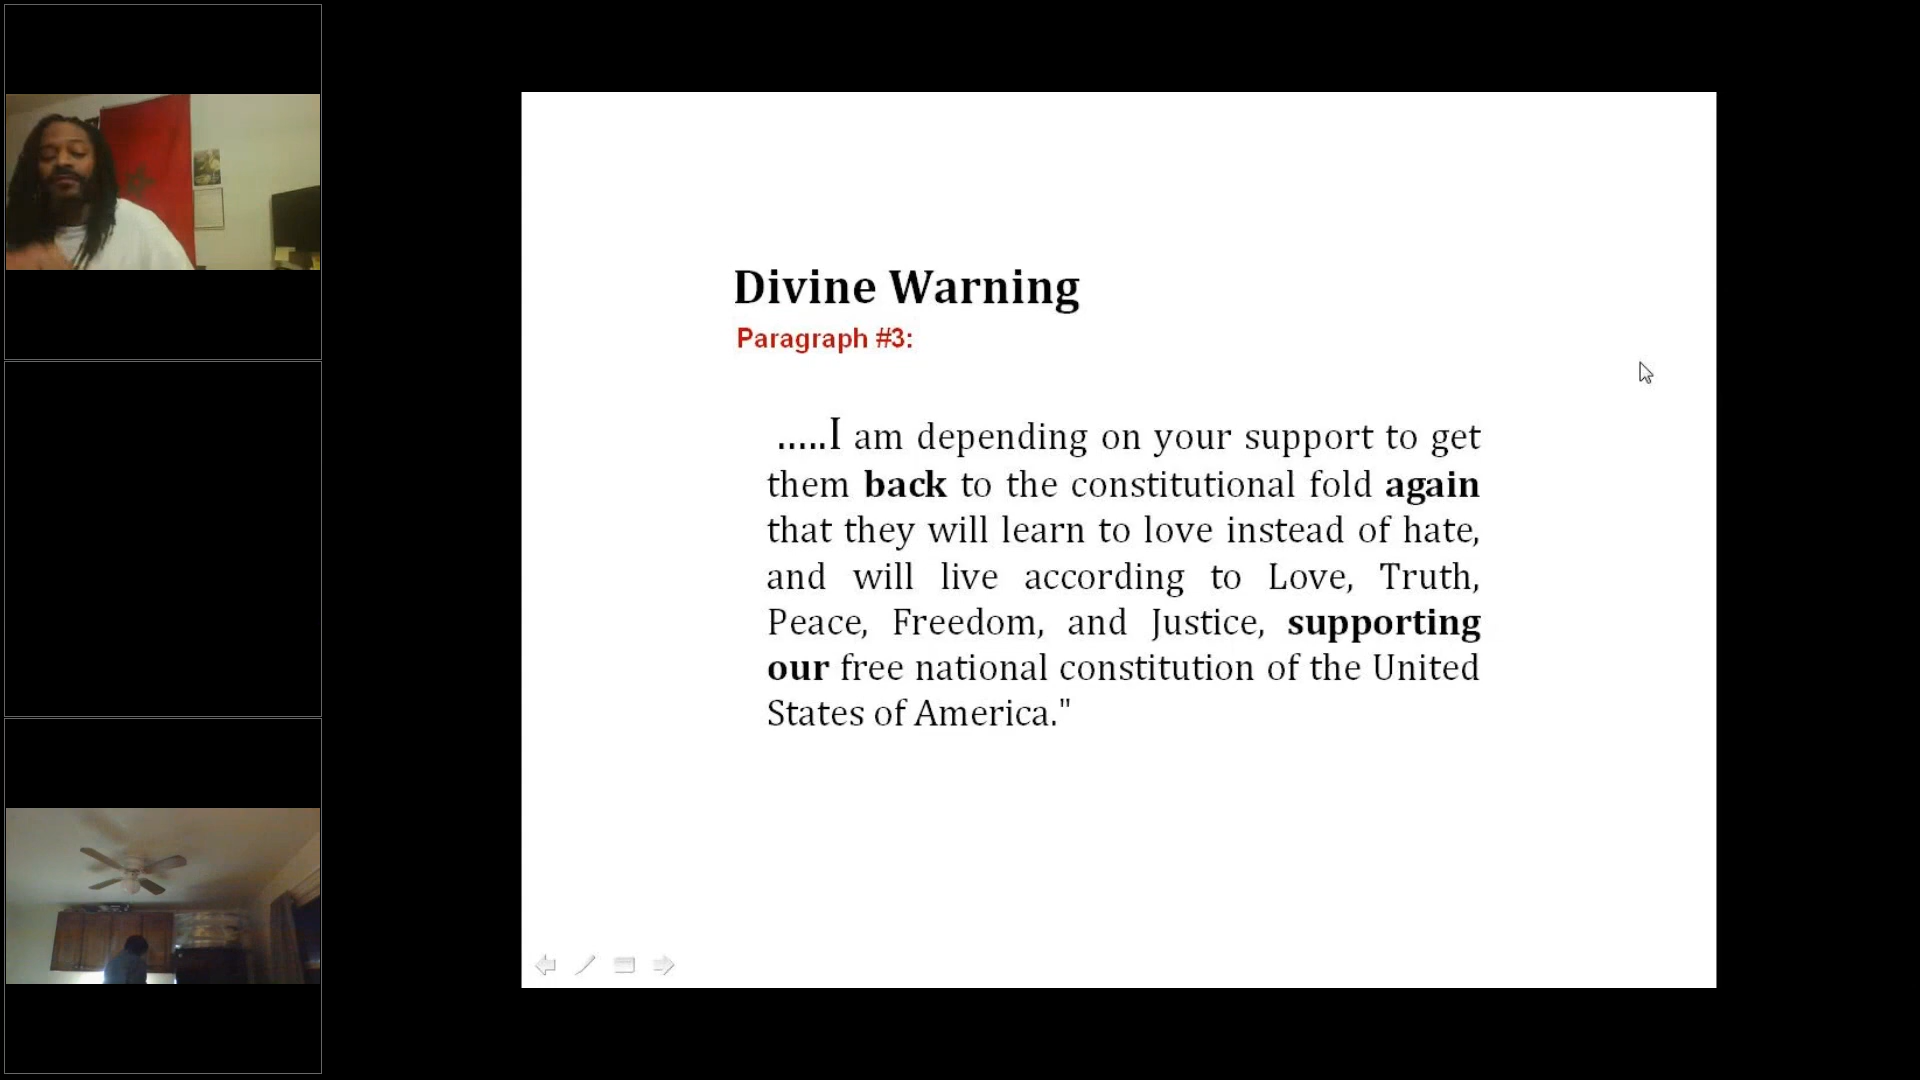 Divine Warning
Paragraph #3:
.....I am depending on your support to get
them back to the constitutional fold again
that they will learn to love instead of hate,
and will live according to Love, Truth,
Peace, Freedom, and Justice, supporting
our free national constitution of the United
States of America."